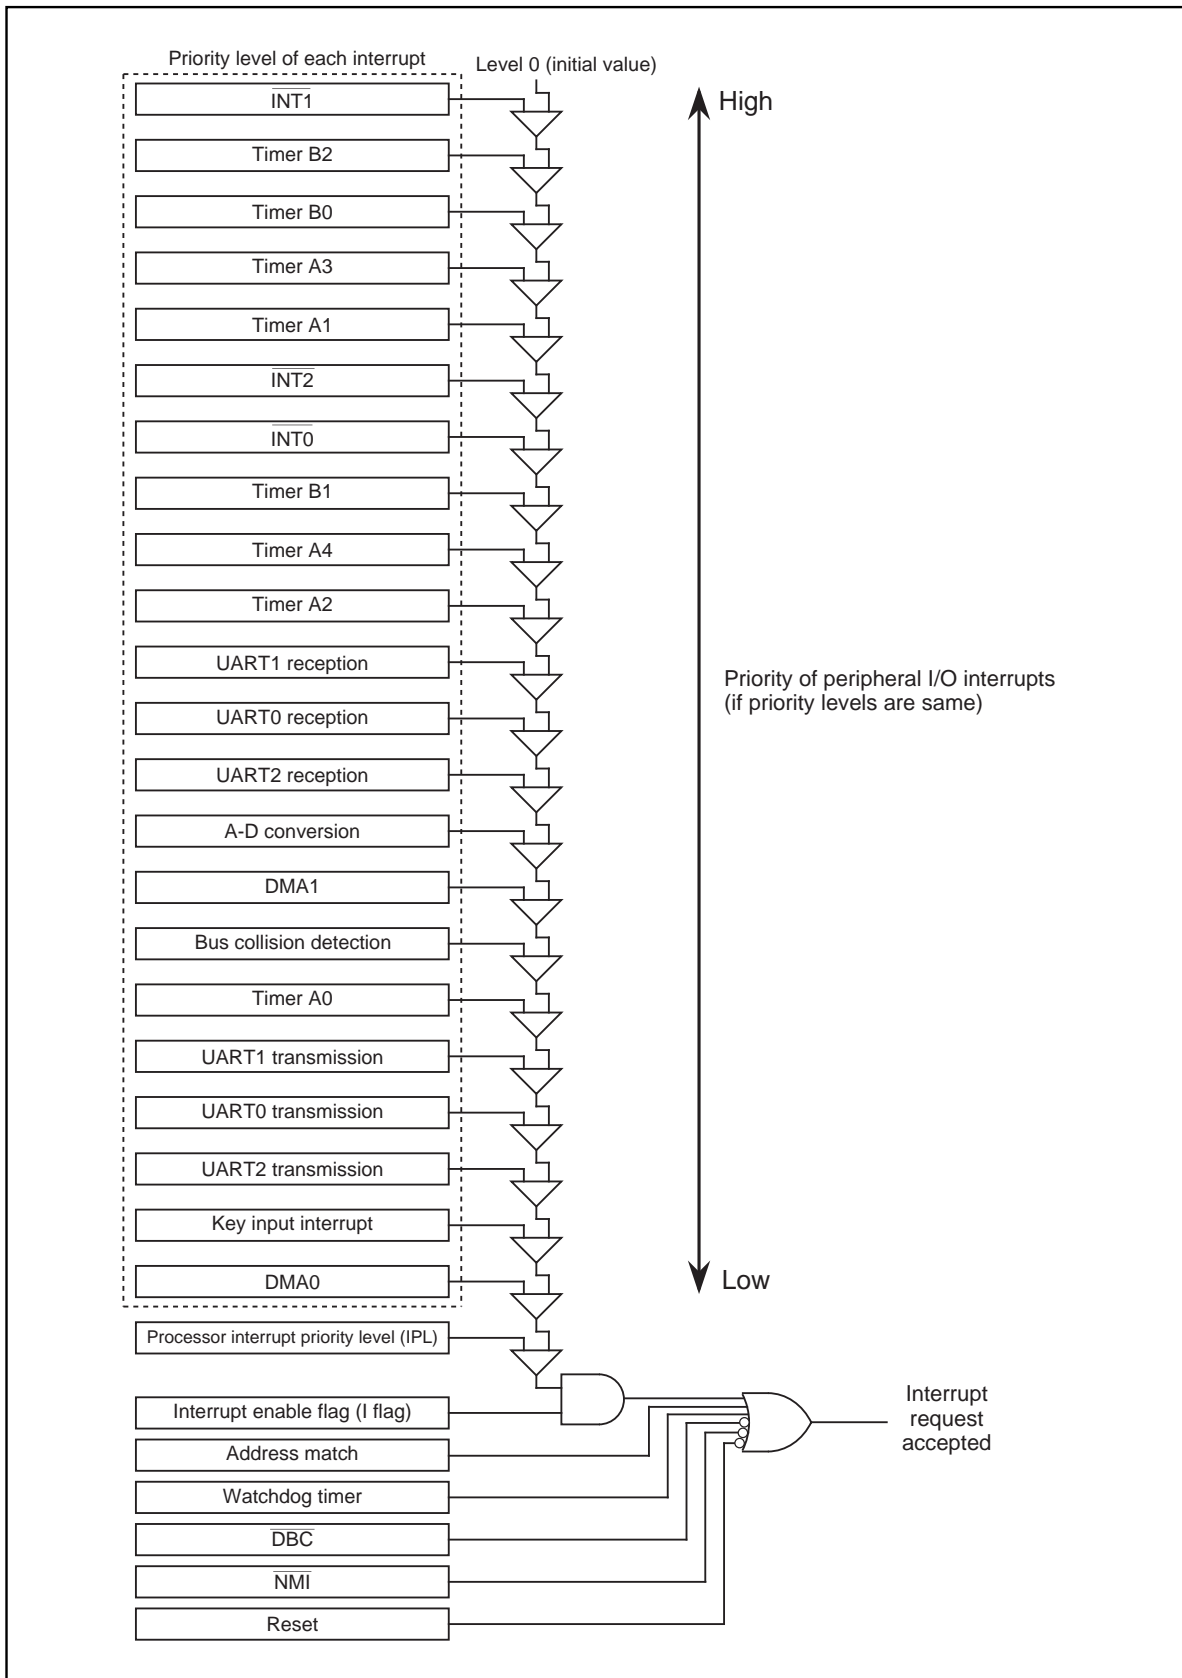 Priority level of each interrupt
Level 0 (initial value)
INT1
High
Timer B2
Timer B0
Timer A3
Timer A1
INT2
INT0
Timer B1
Timer A4
Timer A2
UART1 reception
Priority of peripheral I/O interrupts
(if priority levels are same)
UART0 reception
UART2 reception
A-D conversion
DMA1
Bus collision detection
Timer A0
UART1 transmission
UART0 transmission
UART2 transmission
Key input interrupt
DMA0
Low
Processor interrupt priority level (IPL)
Interrupt enable flag (I flag)
Interrupt
request
accepted
Address match
Watchdog timer
DBC
NMI
Reset